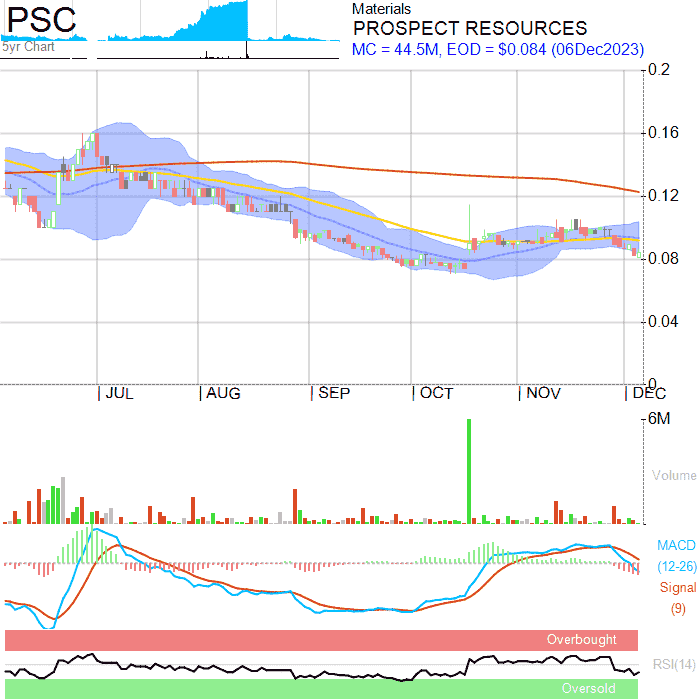 PSC
5yr Chart
Materials
PROSPECT RESOURCES
MC = 44.5M, EOD = $0.084 (06Dec2023)
0.2
0.16
0.12
0.08
0.04
0
JUL AUG SEP OCT NOV DEC
6M
Volume
MACD
(12-26)
Signal
(9)
Overbought
RSI(14)
Oversold